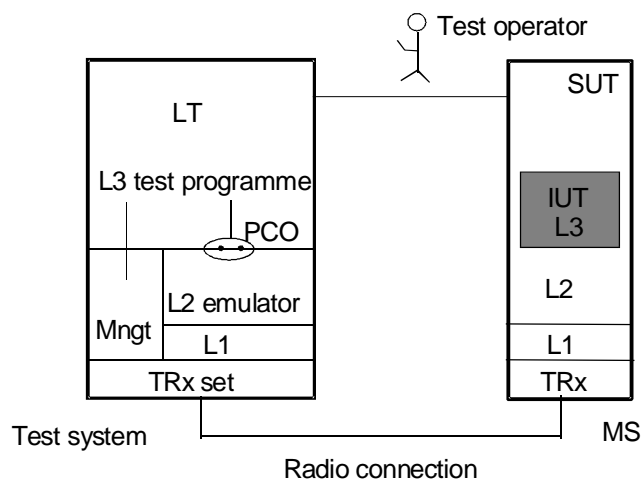 Test operator
SUT
LT
L3 test programme
IUT
L3
PCO
L2 emulator
L2
Mngt
L1
L1
TRx set
TRx
Test system
MS
Radio connection